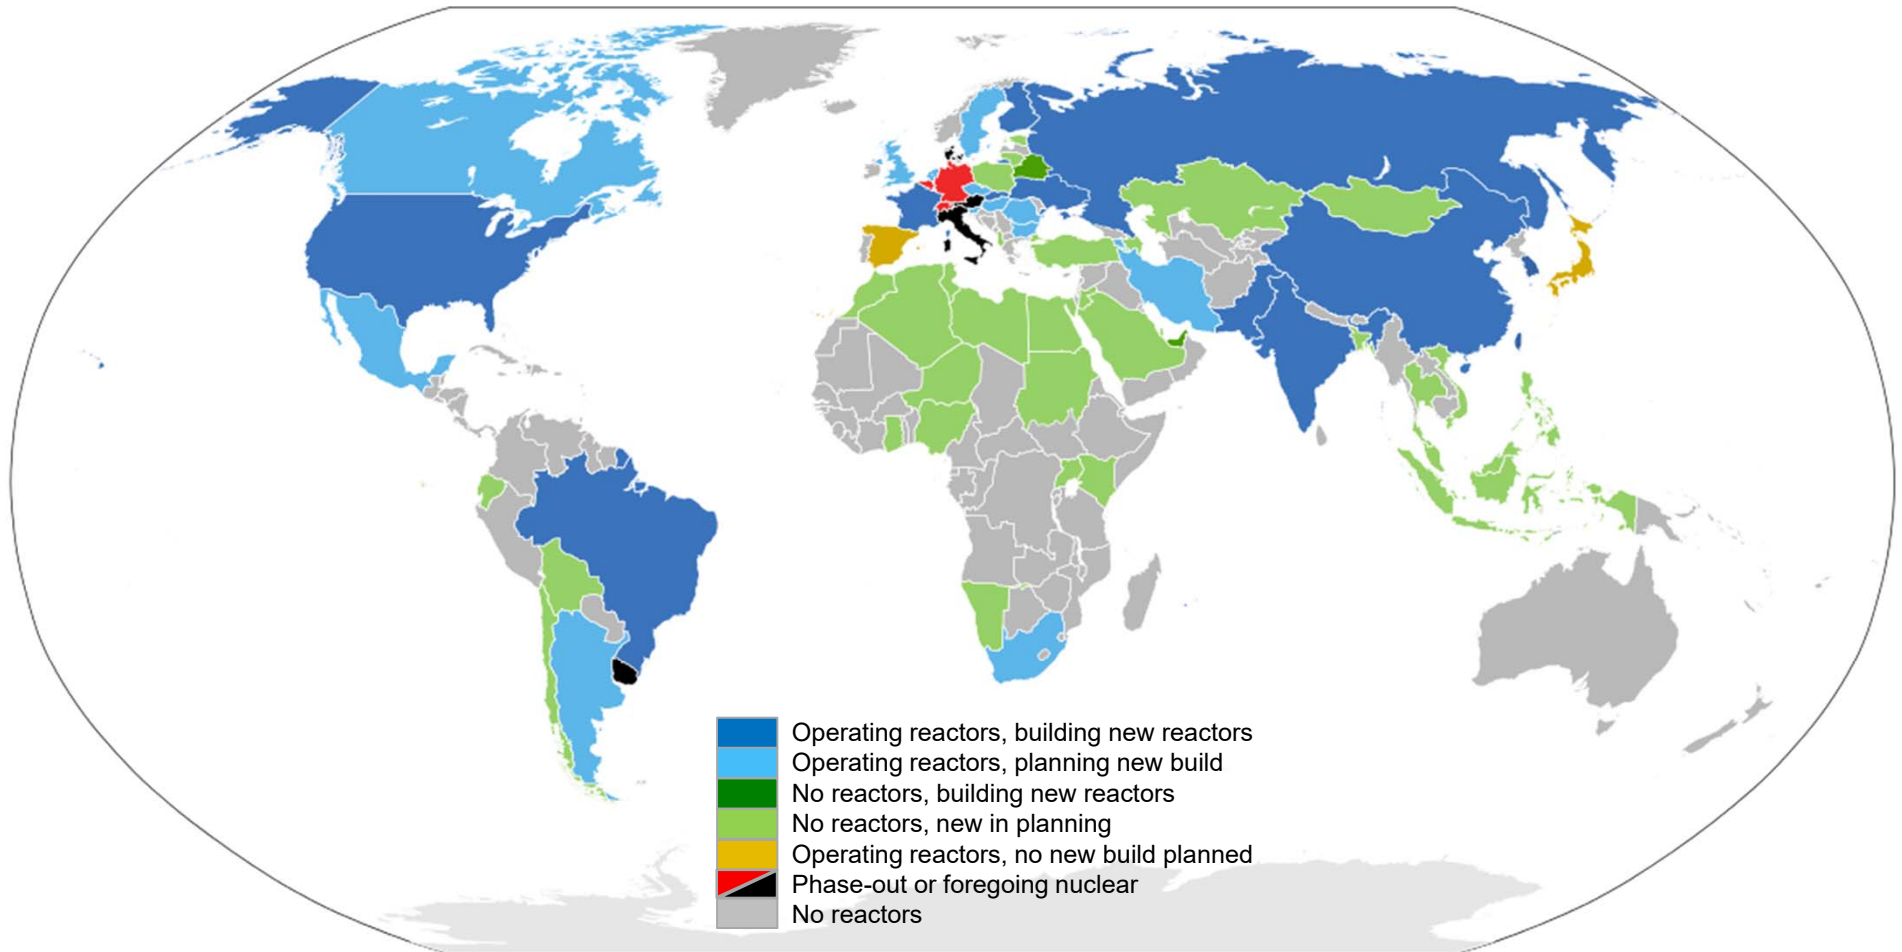 Operating reactors, building new reactors
Operating reactors, planning new build
No reactors, building new reactors
No reactors, new in planning
Operating reactors, no new build planned
Phase-out or foregoing nuclear
No reactors